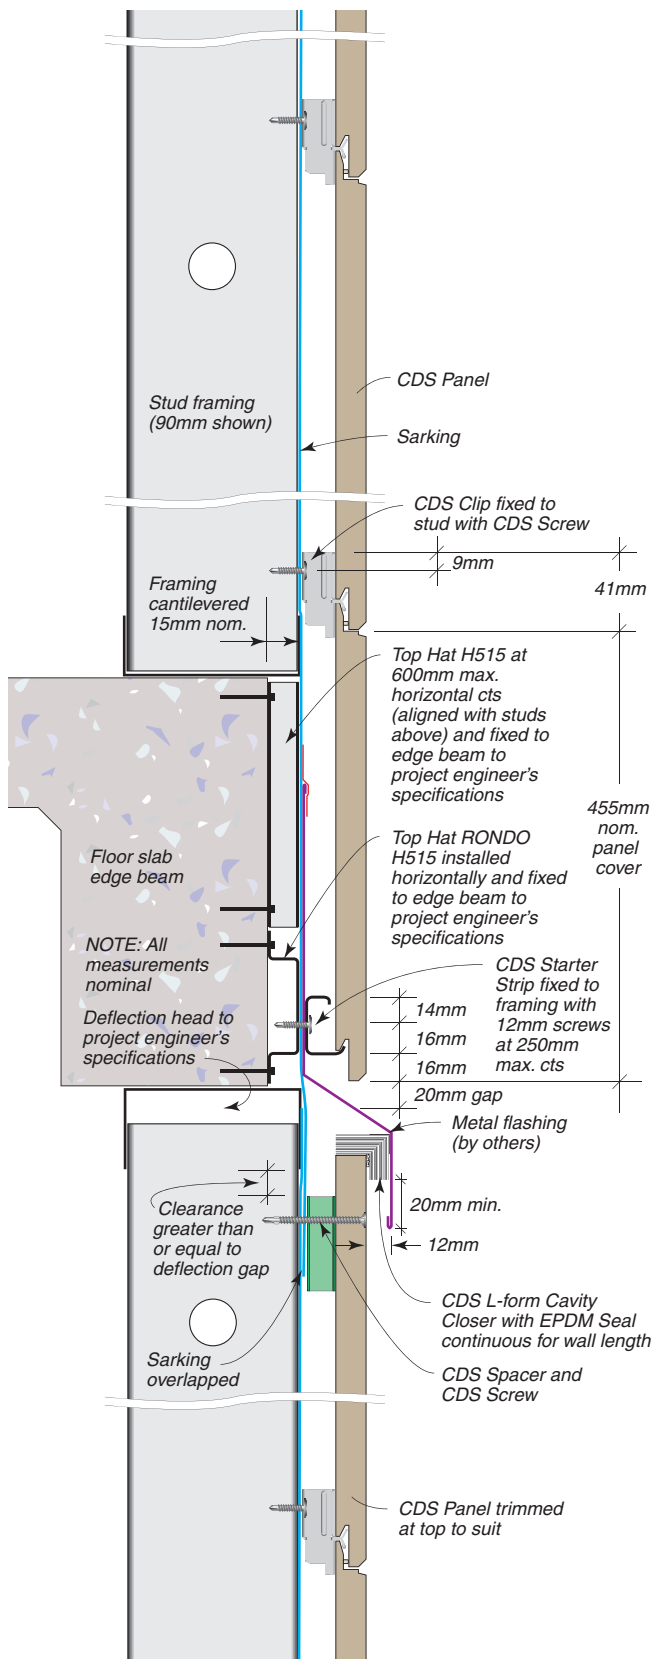 CDS Panel
Stud framing
(90mm shown)
Sarking
CDS Clip fixed to
stud with CDS Screw
9mm
41mm
Framing
cantilevered
15mm nom.
Top Hat H515 at
600mm max.
horizontal cts
(aligned with studs
above) and fixed to
edge beam to
project engineer's
specifications
455mm
nom.
panel
cover
Floor slab
edge beam
Top Hat RONDO
H515 installed
horizontally and fixed
to edge beam to
project engineer's
specifications
NOTE: All
measurements
nominal
CDS Starter
Strip fixed to
framing with
12mm screws
at 250mm
max. cts
14mm
16mm
16mm
Deflection head to
project engineer's
specifications
20mm gap
Metal flashing
(by others)
Clearance
greater than
or equal to
deflection gap
20mm min.
12mm
CDS L-form Cavity
Closer with EPDM Seal
continuous for wall length
Sarking
overlapped
CDS Spacer and
CDS Screw
CDS Panel trimmed
at top to suit